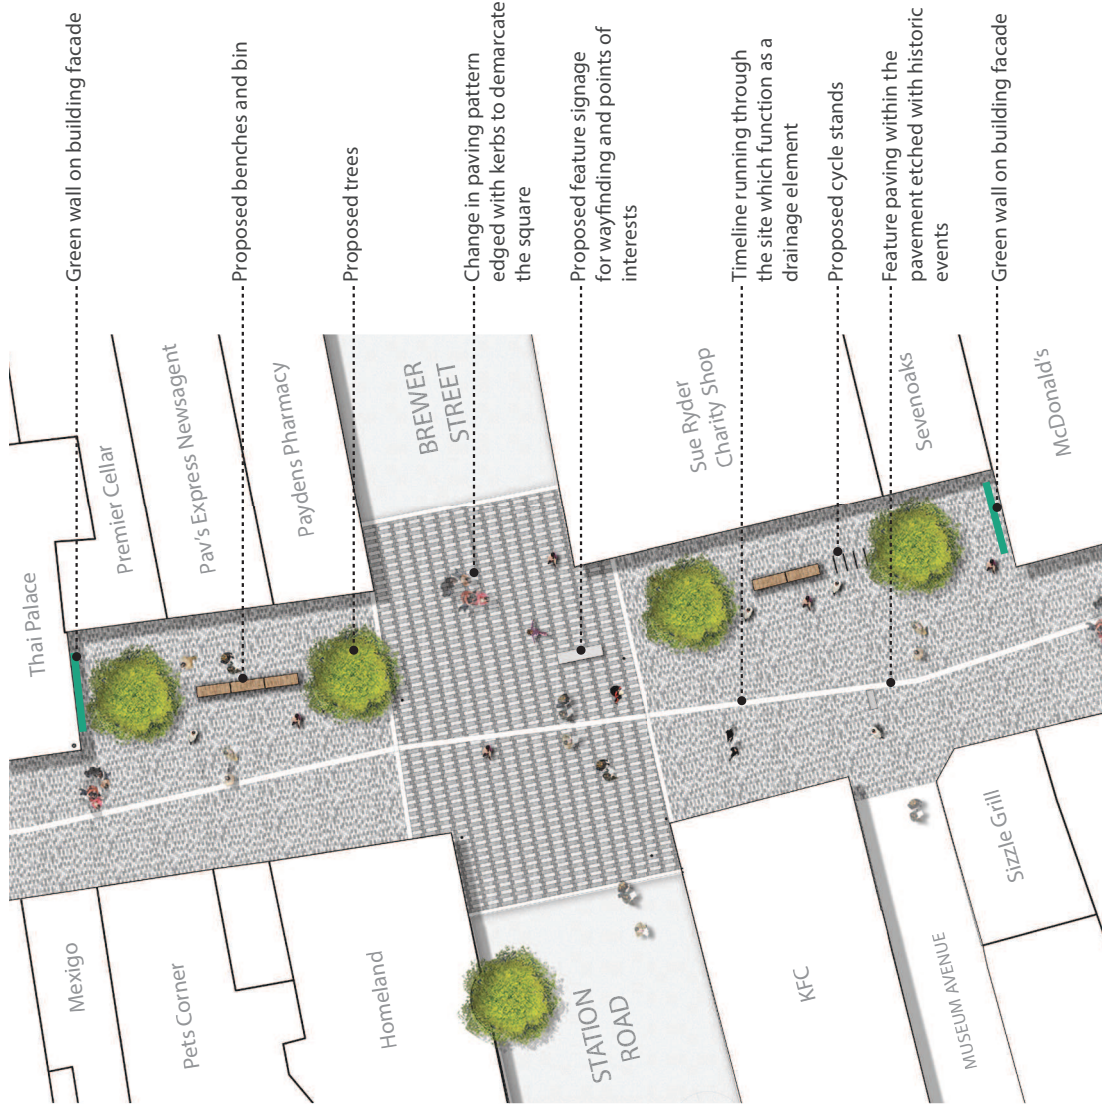 Green wall on building facade
Proposed benches and bin
Proposed trees
Change in paving pattern
edged with kerbs to demarcate
the square
Proposed feature signage
for wayfinding and points of
interests
Timeline running through
the site which function as a
drainage element
Proposed cycle stands
Feature paving within the
pavement etched with historic
events
Green wall on building facade
Thai Palace
Premier Cellar
Pav's Express Newsagent
Paydens Pharmacy
BREWER
STREET
Sue Ryder
Charity Shop
Sevenoaks
McDonald's
Mexigo
Pets Corner
Homeland
STATION
ROAD
KFC
MUSEUM AVENUE
Sizzle Grill